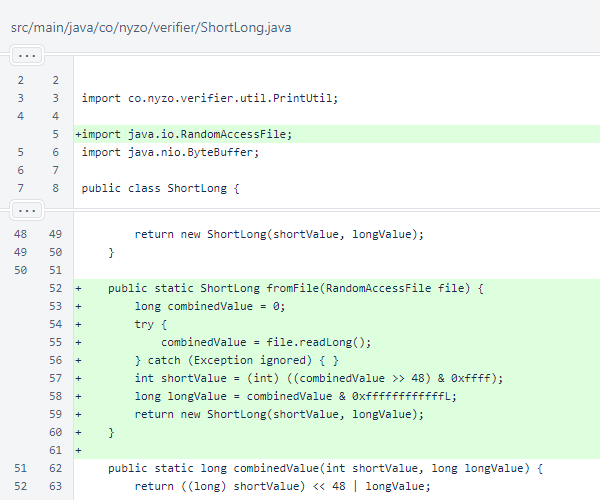 src/main/java/co/nyzo/verifier/ShortLong.java
...
2 2
3 3 import co.nyzo.verifier.util.PrintUtil;
4 4
5 +import java.io.RandomAccessFile;
5 6 import java.nio.ByteBuffer;
6 7
7 8 public class ShortLong {
...
48 49 return new ShortLong(shortValue, longValue);
49 50 }
50 51
52 + public static ShortLong fromFile(RandomAccessFile file) {
53 + long combinedValue = 0;
54 + try {
55 + combinedValue = file.readLong();
56 + } catch (Exception ignored) { }
57 + int shortValue = (int) ((combinedValue >> 48) & 0xffff);
58 + long longValue = combinedValue & 0xffffffffffffL;
59 + return new ShortLong(shortValue, longValue);
60 + }
61 +
51 62 public static long combinedValue(int shortValue, long longValue) {
52 63 return ((long) shortValue) << 48 | longValue;